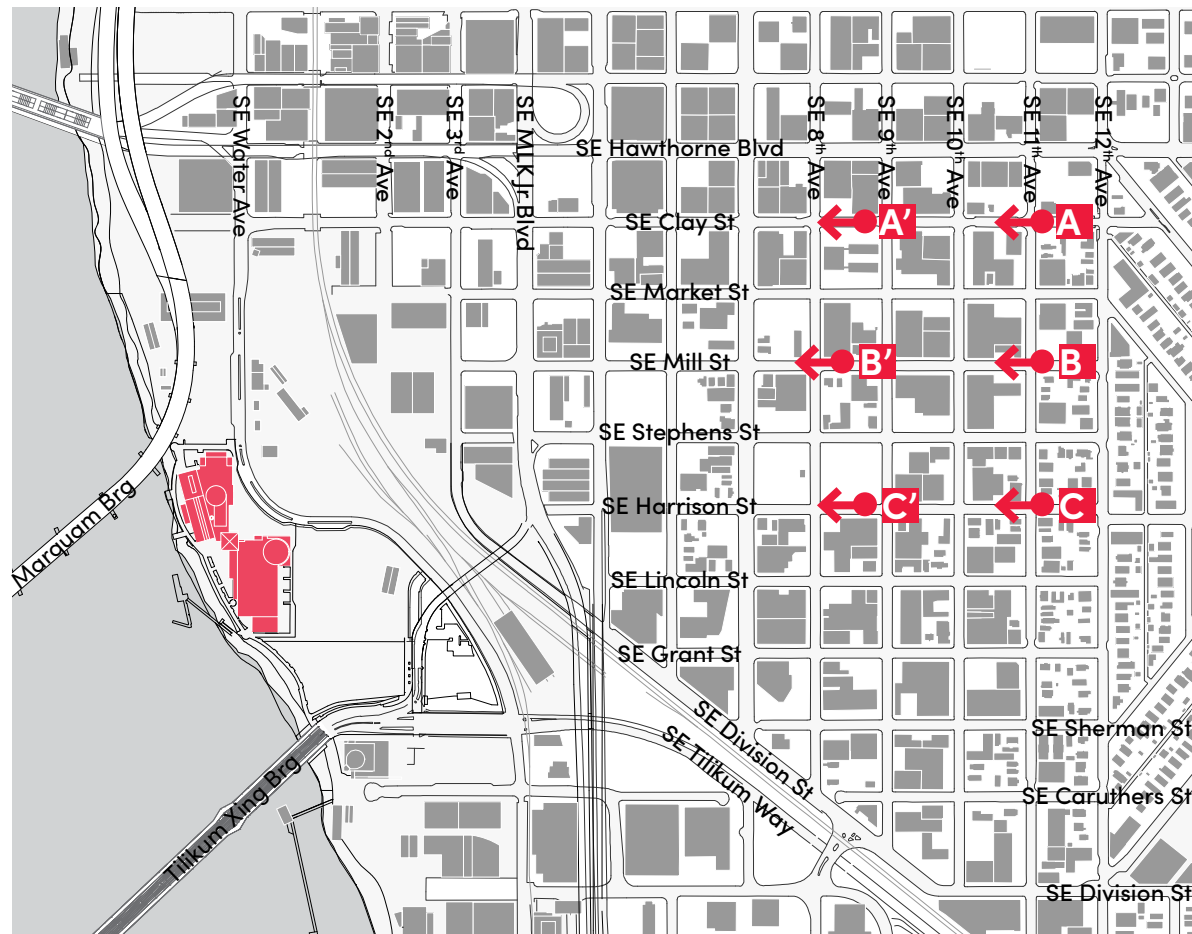 SE Water Ave
SE 2nd Ave
SE 3rd Ave
SE MLK Jr Blvd
SE 8th Ave
SE 9th Ave
SE 10th Ave
SE 11th Ave
SE 12th Ave
SE Hawthorne Blvd
SE Clay St
A’
A
SE Market St
SE Mill St
B’
B
SE Stephens St
SE Harrison St
C’
C
Marquam Brg
SE Lincoln St
SE Grant St
SE Division St
SE Sherman St
SE Tilikum Way
Tilikum Xing Brg
SE Caruthers St
SE Division St